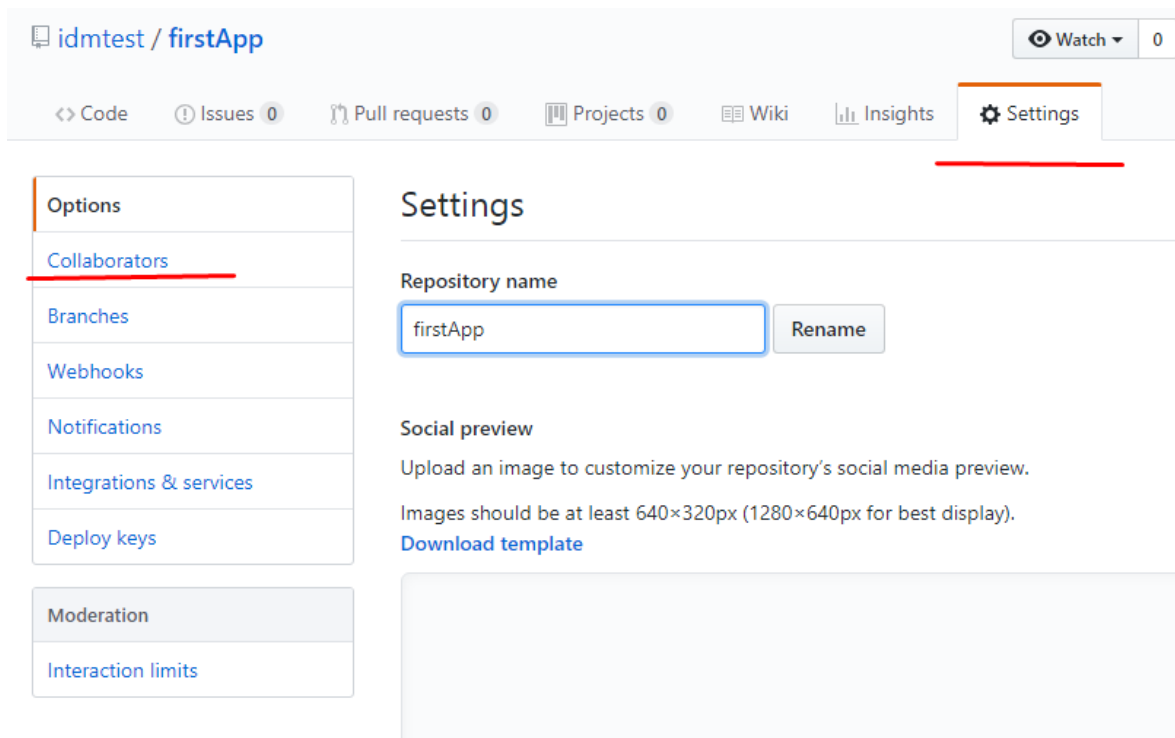 idmtest / firstApp
Watch 0
Code Issues 0 Pull requests 0 Projects 0 Wiki Insights Settings
Options
Collaborators
Branches
Webhooks
Notifications
Integrations & services
Deploy keys
Moderation
Interaction limits
Settings
Repository name
firstApp Rename
Social preview
Upload an image to customize your repository's social media preview.
Images should be at least 640×320px (1280×640px for best display).
Download template